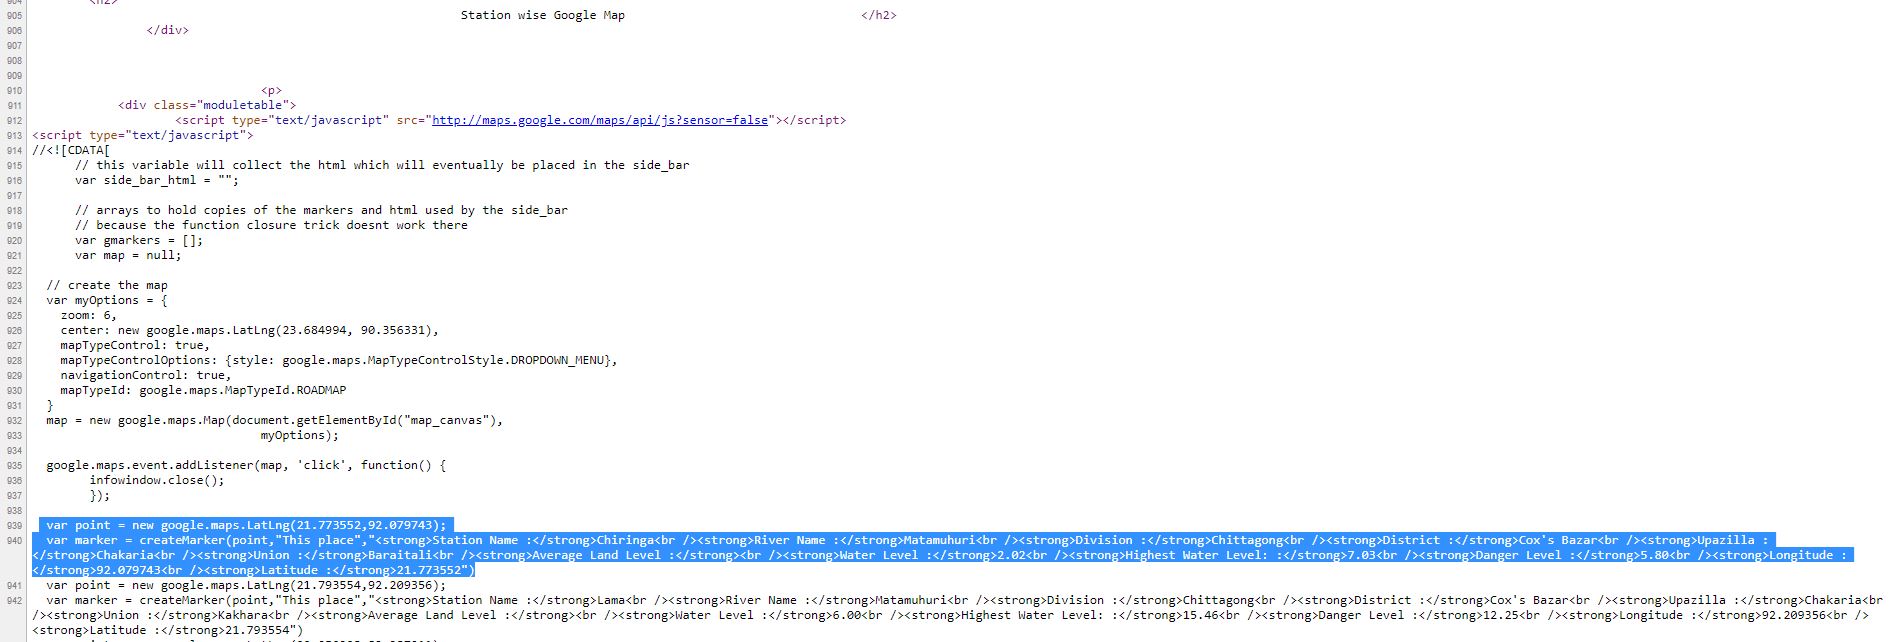 904 <h2>
905 Station wise Google Map </h2>
906 </div>
907
908
909
910 <p>
911 <div class="moduletable">
912 <script type="text/javascript" src="http://maps.google.com/maps/api/js?sensor=false"></script>
913 <script type="text/javascript">
914 //<![CDATA[
915 // this variable will collect the html which will eventually be placed in the side_bar
916 var side_bar_html = "";
917
918 // arrays to hold copies of the markers and html used by the side_bar
919 // because the function closure trick doesnt work there
920 var gmarkers = [];
921 var map = null;
922
923 // create the map
924 var myOptions = {
925 zoom: 6,
926 center: new google.maps.LatLng(23.684994, 90.356331),
927 mapTypeControl: true,
928 mapTypeControlOptions: {style: google.maps.MapTypeControlStyle.DROPDOWN_MENU},
929 navigationControl: true,
930 mapTypeId: google.maps.MapTypeId.ROADMAP
931 }
932 map = new google.maps.Map(document.getElementById("map_canvas"),
933 myOptions);
934
935 google.maps.event.addListener(map, 'click', function() {
936 infowindow.close();
937 });
938
939 var point = new google.maps.LatLng(21.773552,92.079743);
940 var marker = createMarker(point,"This place","<strong>Station Name :</strong>Chiringa<br /><strong>River Name :</strong>Matamuhuri<br /><strong>Division :</strong>Chittagong<br /><strong>District :</strong>Cox's Bazar<br /><strong>Upazilla :
</strong>Chakaria<br /><strong>Union :</strong>Baraitali<br /><strong>Average Land Level :</strong><br /><strong>Water Level :</strong>2.02<br /><strong>Highest Water Level: :</strong>7.03<br /><strong>Danger Level :</strong>5.80<br /><strong>Longitude :
</strong>92.079743<br /><strong>Latitude :</strong>21.773552")
941 var point = new google.maps.LatLng(21.793554,92.209356);
942 var marker = createMarker(point,"This place","<strong>Station Name :</strong>Lama<br /><strong>River Name :</strong>Matamuhuri<br /><strong>Division :</strong>Chittagong<br /><strong>District :</strong>Cox's Bazar<br /><strong>Upazilla :</strong>Chakaria<br
/><strong>Union :</strong>Kakhara<br /><strong>Average Land Level :</strong><br /><strong>Water Level :</strong>6.00<br /><strong>Highest Water Level: :</strong>15.46<br /><strong>Danger Level :</strong>12.25<br /><strong>Longitude :</strong>92.209356<br />
<strong>Latitude :</strong>21.793554")